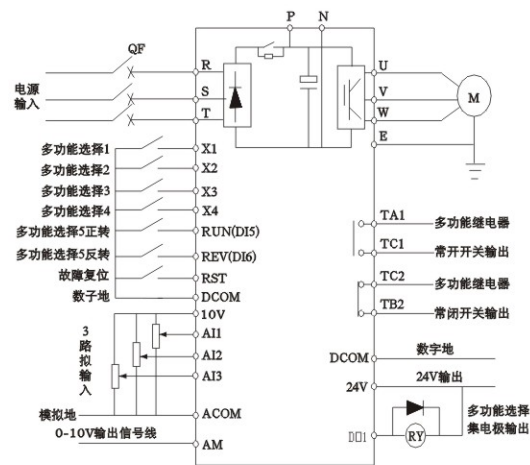 P N
QF
电源
输入
R
S
T
U
V
W
E
M
多功能选择1 X1
多功能选择2 X2
多功能选择3 X3
多功能选择4 X4
多功能选择5正转 RUN(DI5)
多功能选择5反转 REV(DI6)
故障复位 RST
数子地 DCOM
10V
3路拟输入
AI1
AI2
AI3
模拟地 ACOM
0-10V输出信号线 AM
TA1 多功能继电器
TC1 常开开关输出
TC2 多功能继电器
TB2 常闭开关输出
DCOM 数字地
24V 24V输出
多功能选择
集电极输出
RY